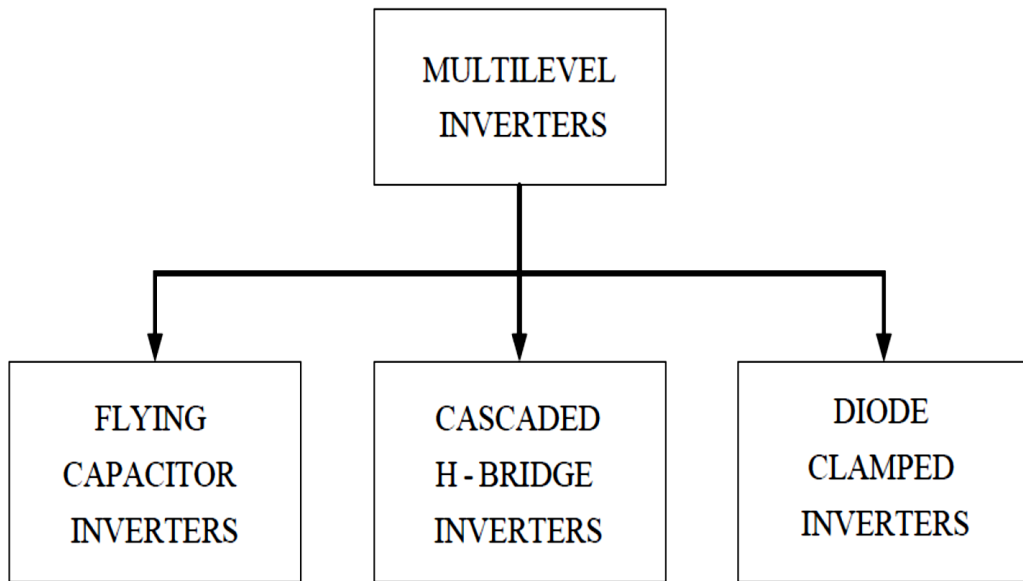 MULTILEVEL
INVERTERS
FLYING
CAPACITOR
INVERTERS
CASCADED
H - BRIDGE
INVERTERS
DIODE
CLAMPED
INVERTERS